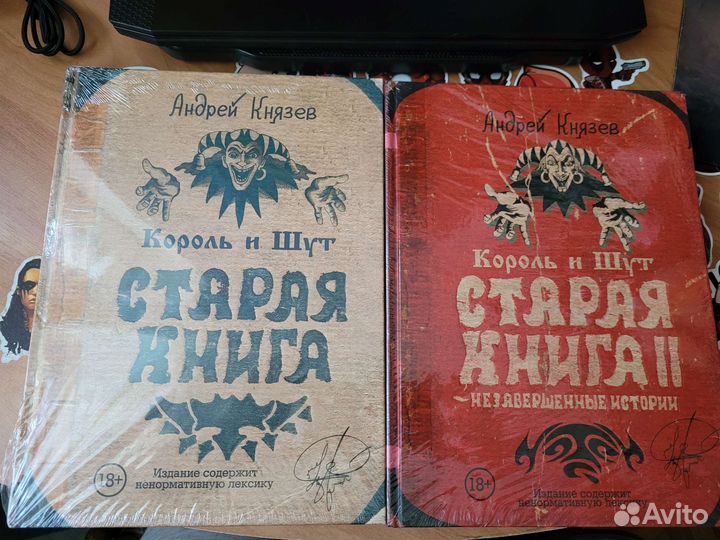 Андрей Князев
Король и Шут
СТАРАЯ
КНИГА
18+
Издание содержит
ненормативную лексику
Андрей Князев
Король и Шут
СТАРАЯ
КНИГА II
~НЕЗАВЕРШЕННЫЕ ИСТОРИИ
18+
Издание содержит
ненормативную лексику
Avito